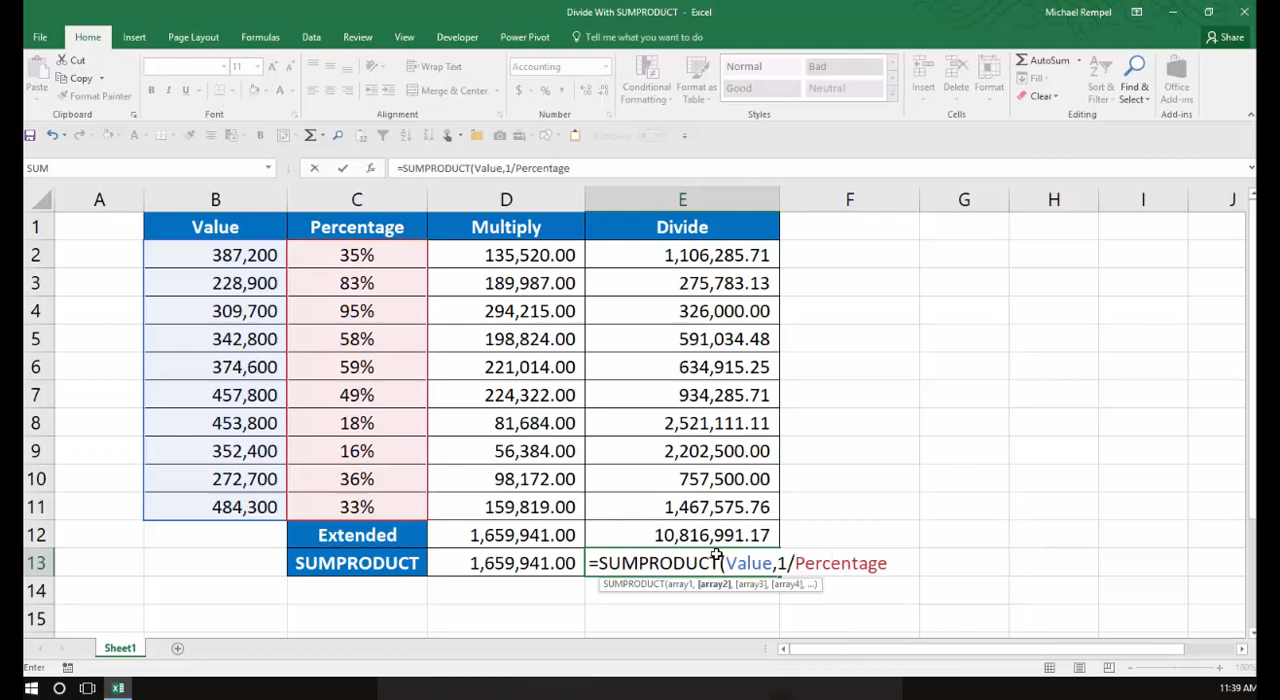 Divide With SUMPRODUCT - Excel
Michael Rempel
File Home Insert Page Layout Formulas Data Review View Developer Power Pivot Tell me what you want to do Share
Cut
Copy
Format Painter
Paste
Clipboard
11
Font
Wrap Text
Merge & Center
Alignment
Accounting
Number
Conditional Formatting
Format as Table
Normal Bad
Good Neutral
Styles
Insert Delete Format
Cells
AutoSum
Fill
Clear
Sort & Filter
Find & Select
Editing
Office Add-ins
Add-ins
SUM =SUMPRODUCT(Value,1/Percentage
A B C D E F G H I J
1 Value Percentage Multiply Divide
2 387,200 35% 135,520.00 1,106,285.71
3 228,900 83% 189,987.00 275,783.13
4 309,700 95% 294,215.00 326,000.00
5 342,800 58% 198,824.00 591,034.48
6 374,600 59% 221,014.00 634,915.25
7 457,800 49% 224,322.00 934,285.71
8 453,800 18% 81,684.00 2,521,111.11
9 352,400 16% 56,384.00 2,202,500.00
10 272,700 36% 98,172.00 757,500.00
11 484,300 33% 159,819.00 1,467,575.76
12 Extended 1,659,941.00 10,816,991.17
13 SUMPRODUCT 1,659,941.00 =SUMPRODUCT(Value,1/Percentage
SUMPRODUCT(array1, [array2], [array3], [array4], ...)
14
15
Sheet1
Enter
11:39 AM